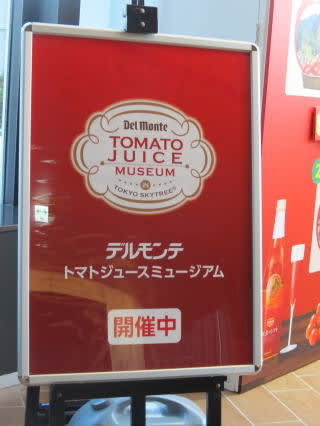 Del Monte
TOMATO
JUICE
MUSEUM
IN
TOKYO SKYTREE®
デルモンテ
トマトジュースミュージアム
開催中